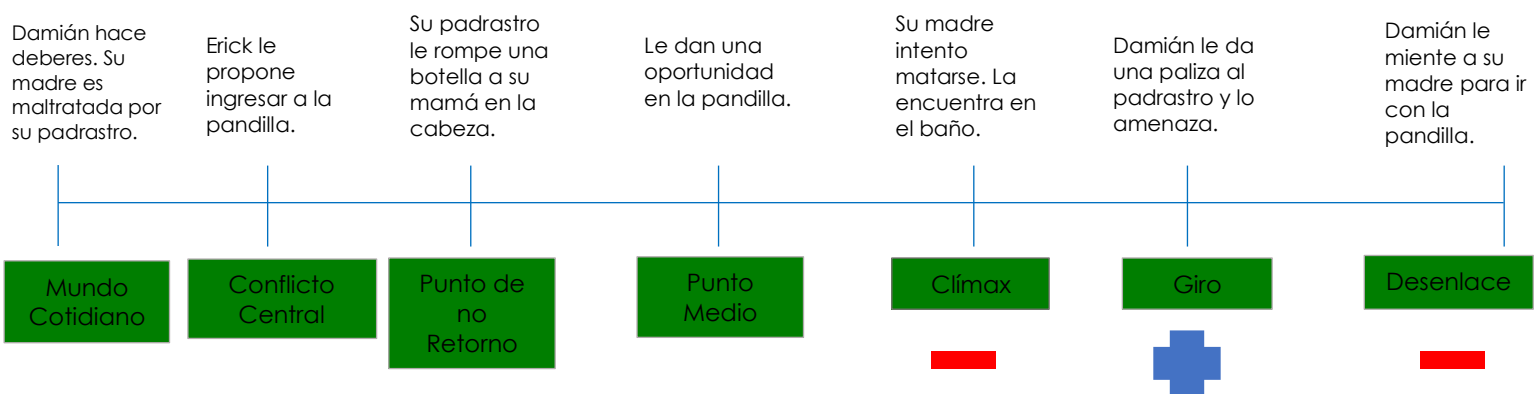 Damián hace
deberes. Su
madre es
maltratada por
su padrastro.
Erick le
propone
ingresar a la
pandilla.
Su padrastro
le rompe una
botella a su
mamá en la
cabeza.
Le dan una
oportunidad
en la pandilla.
Su madre
intento
matarse. La
encuentra en
el baño.
Damián le da
una paliza al
padrastro y lo
amenaza.
Damián le
miente a su
madre para ir
con la
pandilla.
Mundo
Cotidiano
Conflicto
Central
Punto de
no
Retorno
Punto
Medio
Clímax
Giro
Desenlace